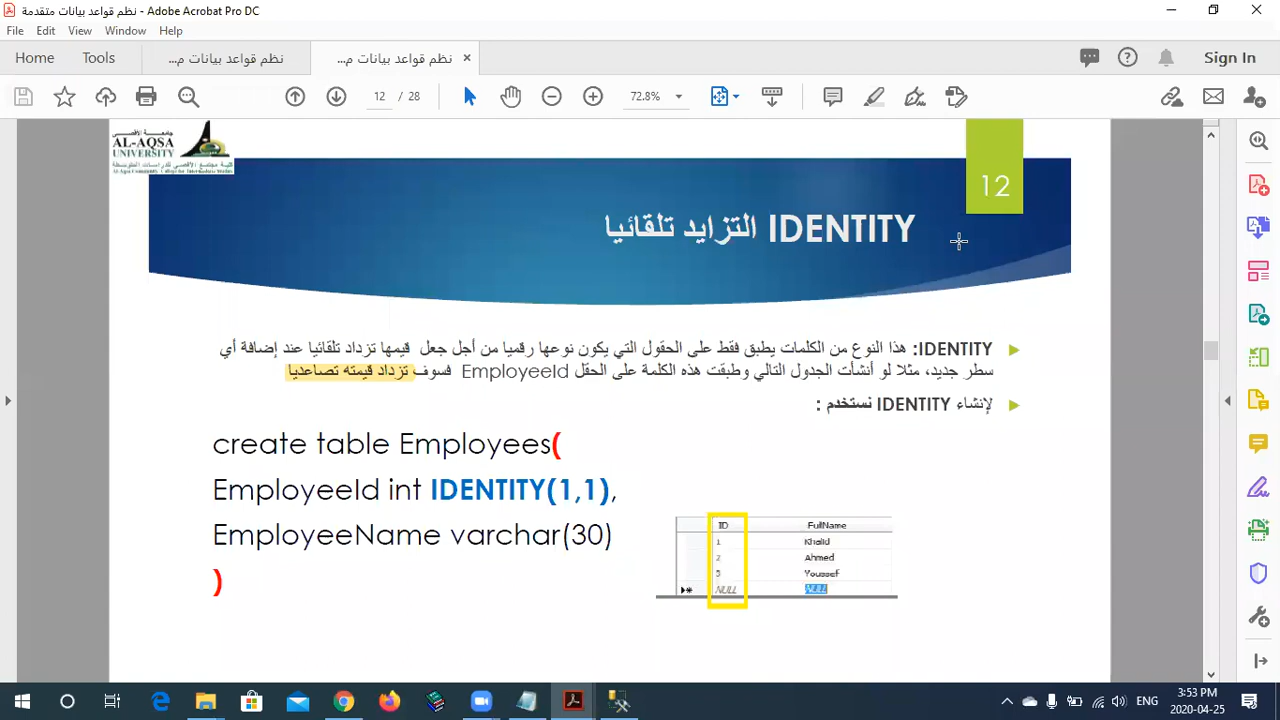 نظم قواعد بيانات متقدمة - Adobe Acrobat Pro DC
File Edit View Window Help
Home Tools نظم قواعد بيانات م... نظم قواعد بيانات م... Sign In
12 / 28 72.8%
AL-AQSA
UNIVERSITY
12
IDENTITY التزايد تلقائيا
IDENTITY: هذا النوع من الكلمات يطبق فقط على الحقول التي يكون نوعها رقميا من أجل جعل قيمها تزداد تلقائيا عند إضافة أي
سطر جديد، مثلا لو أنشأت الجدول التالي وطبقت هذه الكلمة على الحقل EmployeeId فسوف تزداد قيمته تصاعديا
لإنشاء IDENTITY نستخدم :
create table Employees(
EmployeeId int IDENTITY(1,1),
EmployeeName varchar(30)
)
ID FullName
1 Khalid
2 Ahmed
3 Youssef
NULL NULL
ENG
3:53 PM
2020-04-25